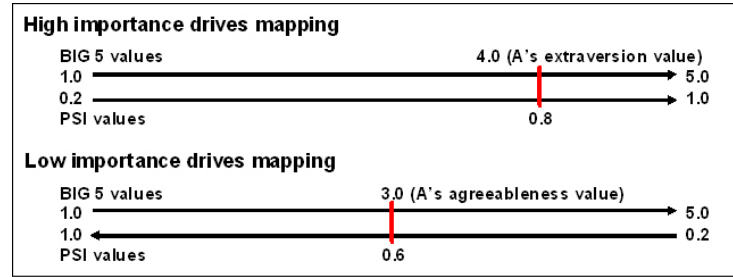 High importance drives mapping
BIG 5 values 4.0 (A's extraversion value)
1.0 5.0
0.2 1.0
PSI values 0.8
Low importance drives mapping
BIG 5 values 3.0 (A's agreeableness value)
1.0 5.0
1.0 0.2
PSI values 0.6